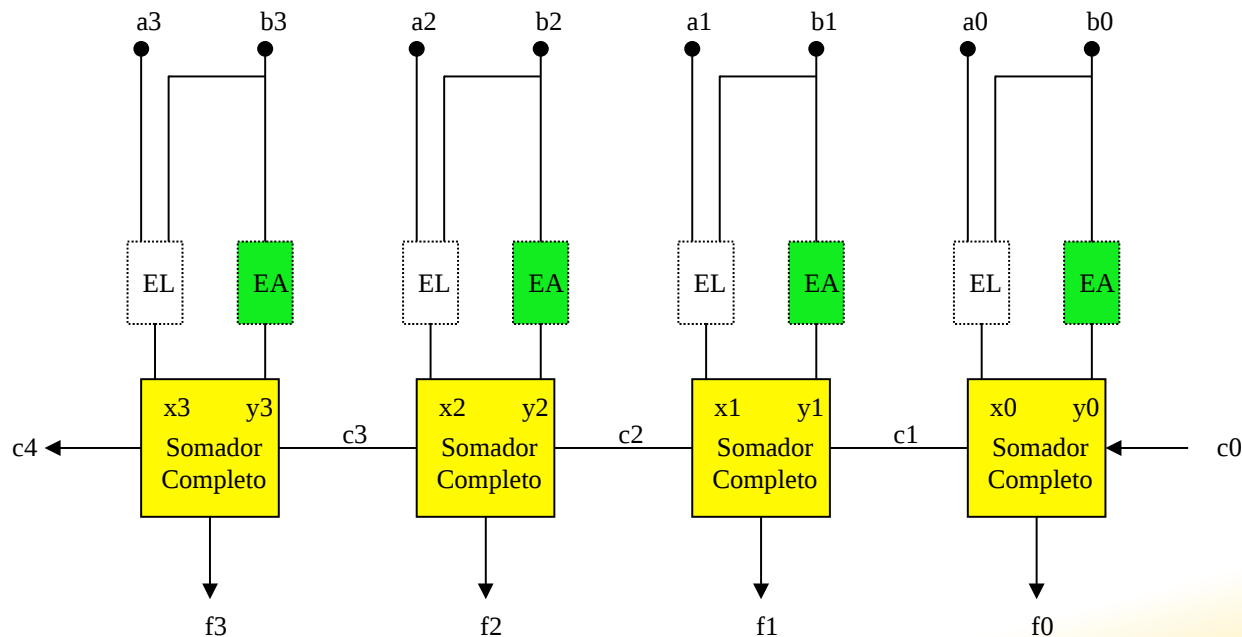 a3 b3 a2 b2 a1 b1 a0 b0
EL EA EL EA EL EA EL EA
x3 y3 x2 y2 x1 y1 x0 y0
c4 Somador c3 Somador c2 Somador c1 Somador c0
Completo Completo Completo Completo
f3 f2 f1 f0